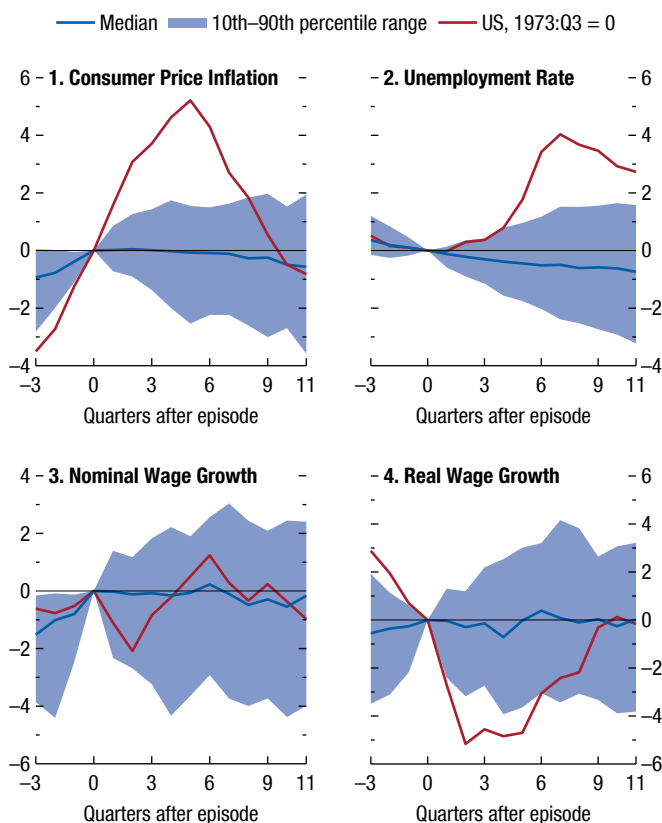 Median 10th–90th percentile range US, 1973:Q3 = 0
1. Consumer Price Inflation
6
4
2
0
–2
–4
–3 0 3 6 9 11
Quarters after episode
2. Unemployment Rate
6
4
2
0
–2
–4
–3 0 3 6 9 11
Quarters after episode
3. Nominal Wage Growth
4
2
0
–2
–4
–6
–3 0 3 6 9 11
Quarters after episode
4. Real Wage Growth
6
4
2
0
–2
–4
–6
–3 0 3 6 9 11
Quarters after episode